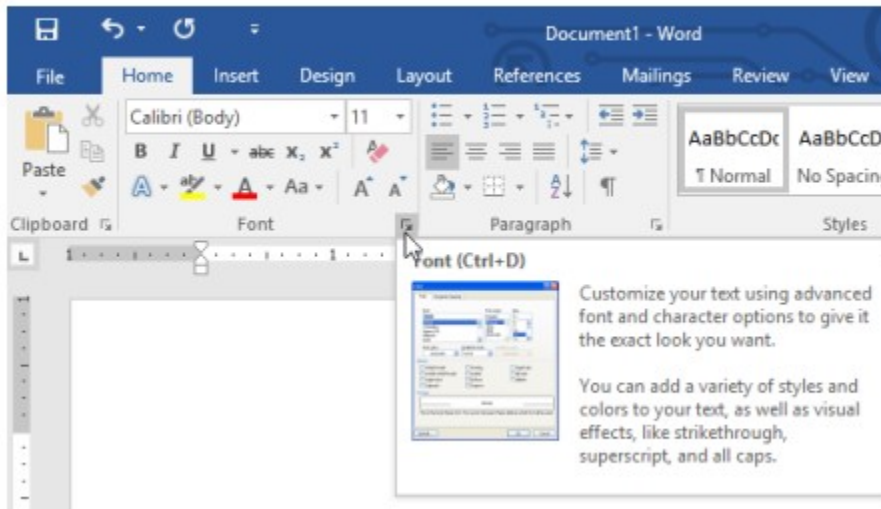 Document1 - Word
File Home Insert Design Layout References Mailings Review View
Calibri (Body) 11
Paste
B I U abc X₂ X²
A aby A Aa A A
AaBbCcDc AaBbCcD
¶ Normal No Spacing
Clipboard Font Paragraph Styles
L 1 1
Font (Ctrl+D)
Customize your text using advanced
font and character options to give it
the exact look you want.
You can add a variety of styles and
colors to your text, as well as visual
effects, like strikethrough,
superscript, and all caps.